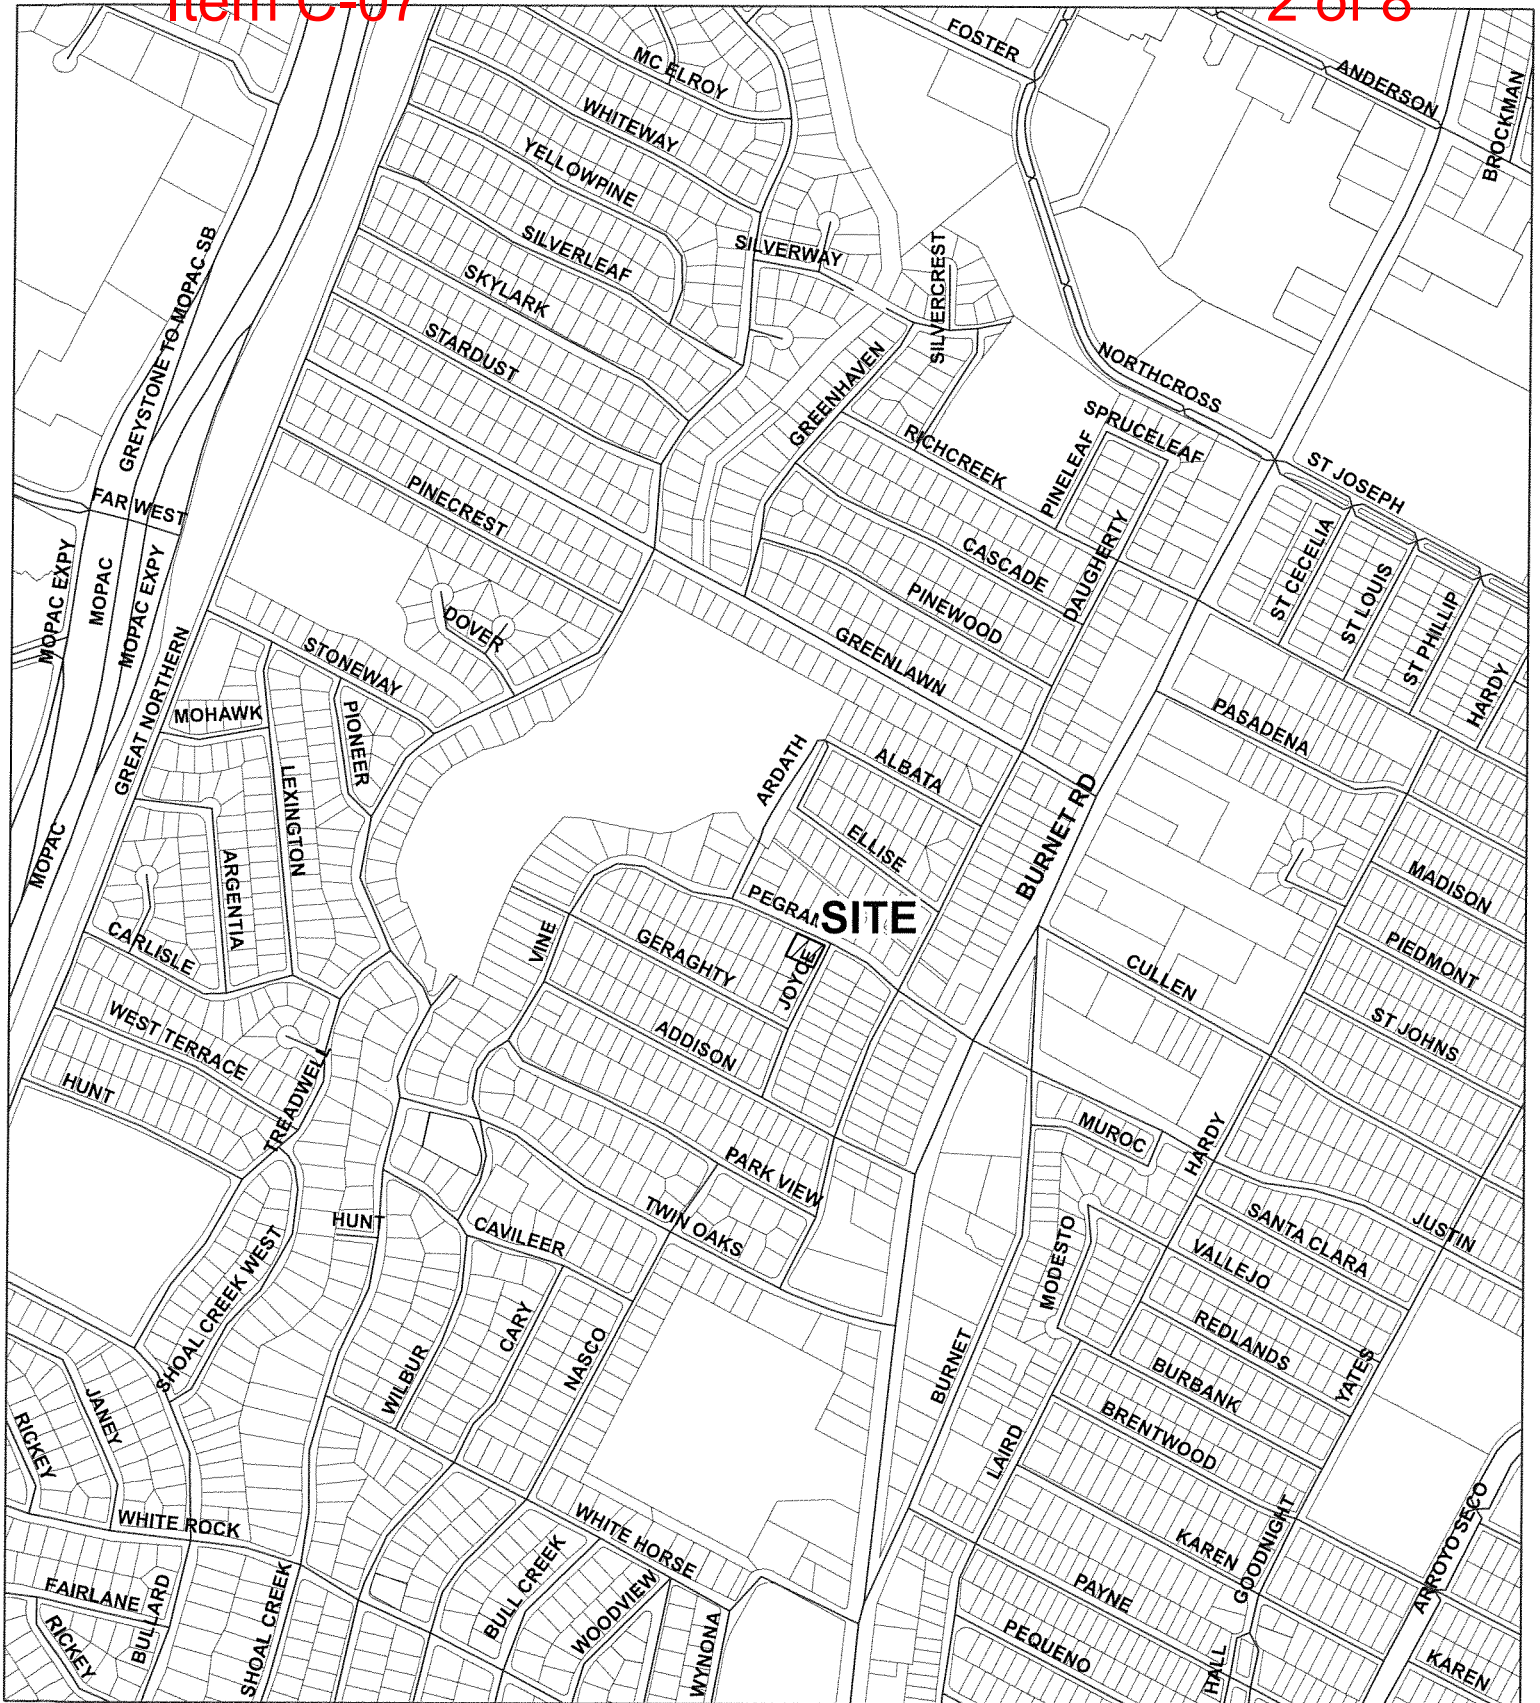 Item C-07
2 of 8
FOSTER
MC ELROY
ANDERSON
WHITEWAY
BROCKMAN
YELLOWPINE
SILVERWAY
SILVERLEAF
SILVERCREST
GREYSTONE TO MOPAC SB
SKYLARK
STARDUST
GREENHAVEN
NORTHCROSS
SPRUCELEAF
RICHCREEK
PINELEAF
ST JOSEPH
PINECREST
FAR WEST
CASCADE
DAUGHERTY
ST CECELIA
MOPAC EXPY
MOPAC
MOPAC EXPY
PINEWOOD
ST LOUIS
ST PHILLIP
DOVER
GREENLAWN
STONEWAY
HARDY
GREAT NORTHERN
MOHAWK
PIONEER
PASADENA
ARDATH
ALBATA
LEXINGTON
BURNET RD
MOPAC
ELLISE
ARGENTIA
MADISON
PEGRAM
SITE
VINE
GERAGHTY
CARLISLE
JOYCE
CULLEN
PIEDMONT
ST JOHNS
WEST TERRACE
ADDISON
HUNT
TREADWELL
MUROC
HARDY
PARK VIEW
HUNT
TWIN OAKS
CAVILEER
SANTA CLARA
JUSTIN
MODESTO
VALLEJO
SHOAL CREEK WEST
CARY
NASCO
REDLANDS
WILBUR
BURNET
BURBANK
YATES
JANEY
RICKEY
BRENTWOOD
LAIRD
WHITE ROCK
WHITE HORSE
KAREN
GOODNIGHT
ARROYO SECO
BULL CREEK
FAIRLANE
BULLARD
SHOAL CREEK
WOODVIEW
PAYNE
RICKEY
WYNONA
PEQUENO
HALL
KAREN